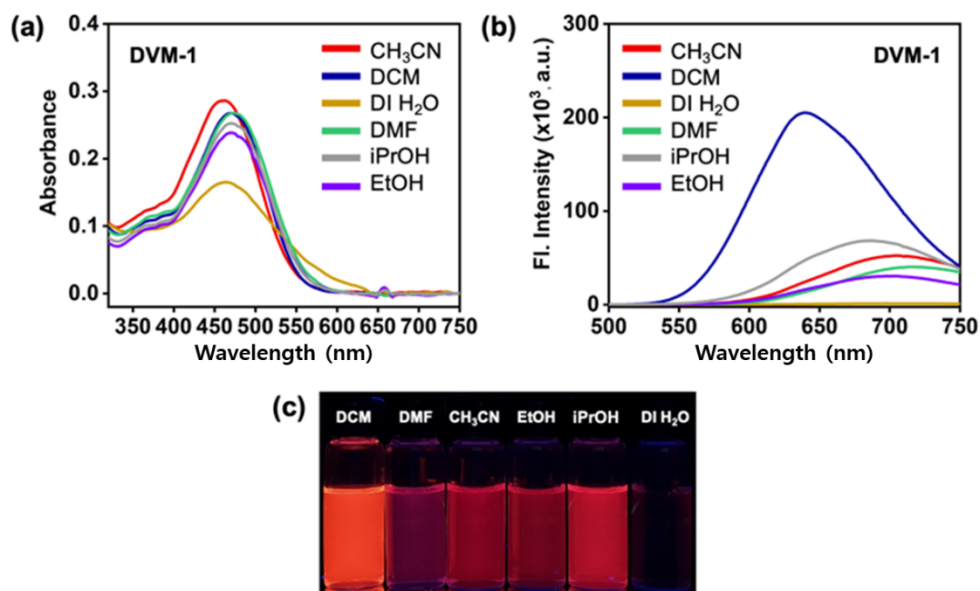 (a)
DVM-1
CH₃CN
DCM
DI H₂O
DMF
iPrOH
EtOH
Absorbance
0.4
0.3
0.2
0.1
0.0
350 400 450 500 550 600 650 700 750
Wavelength (nm)
(b)
DVM-1
CH₃CN
DCM
DI H₂O
DMF
iPrOH
EtOH
Fl. Intensity (x10³, a.u.)
300
200
100
0
500 550 600 650 700 750
Wavelength (nm)
(c)
DCM DMF CH₃CN EtOH iPrOH DI H₂O